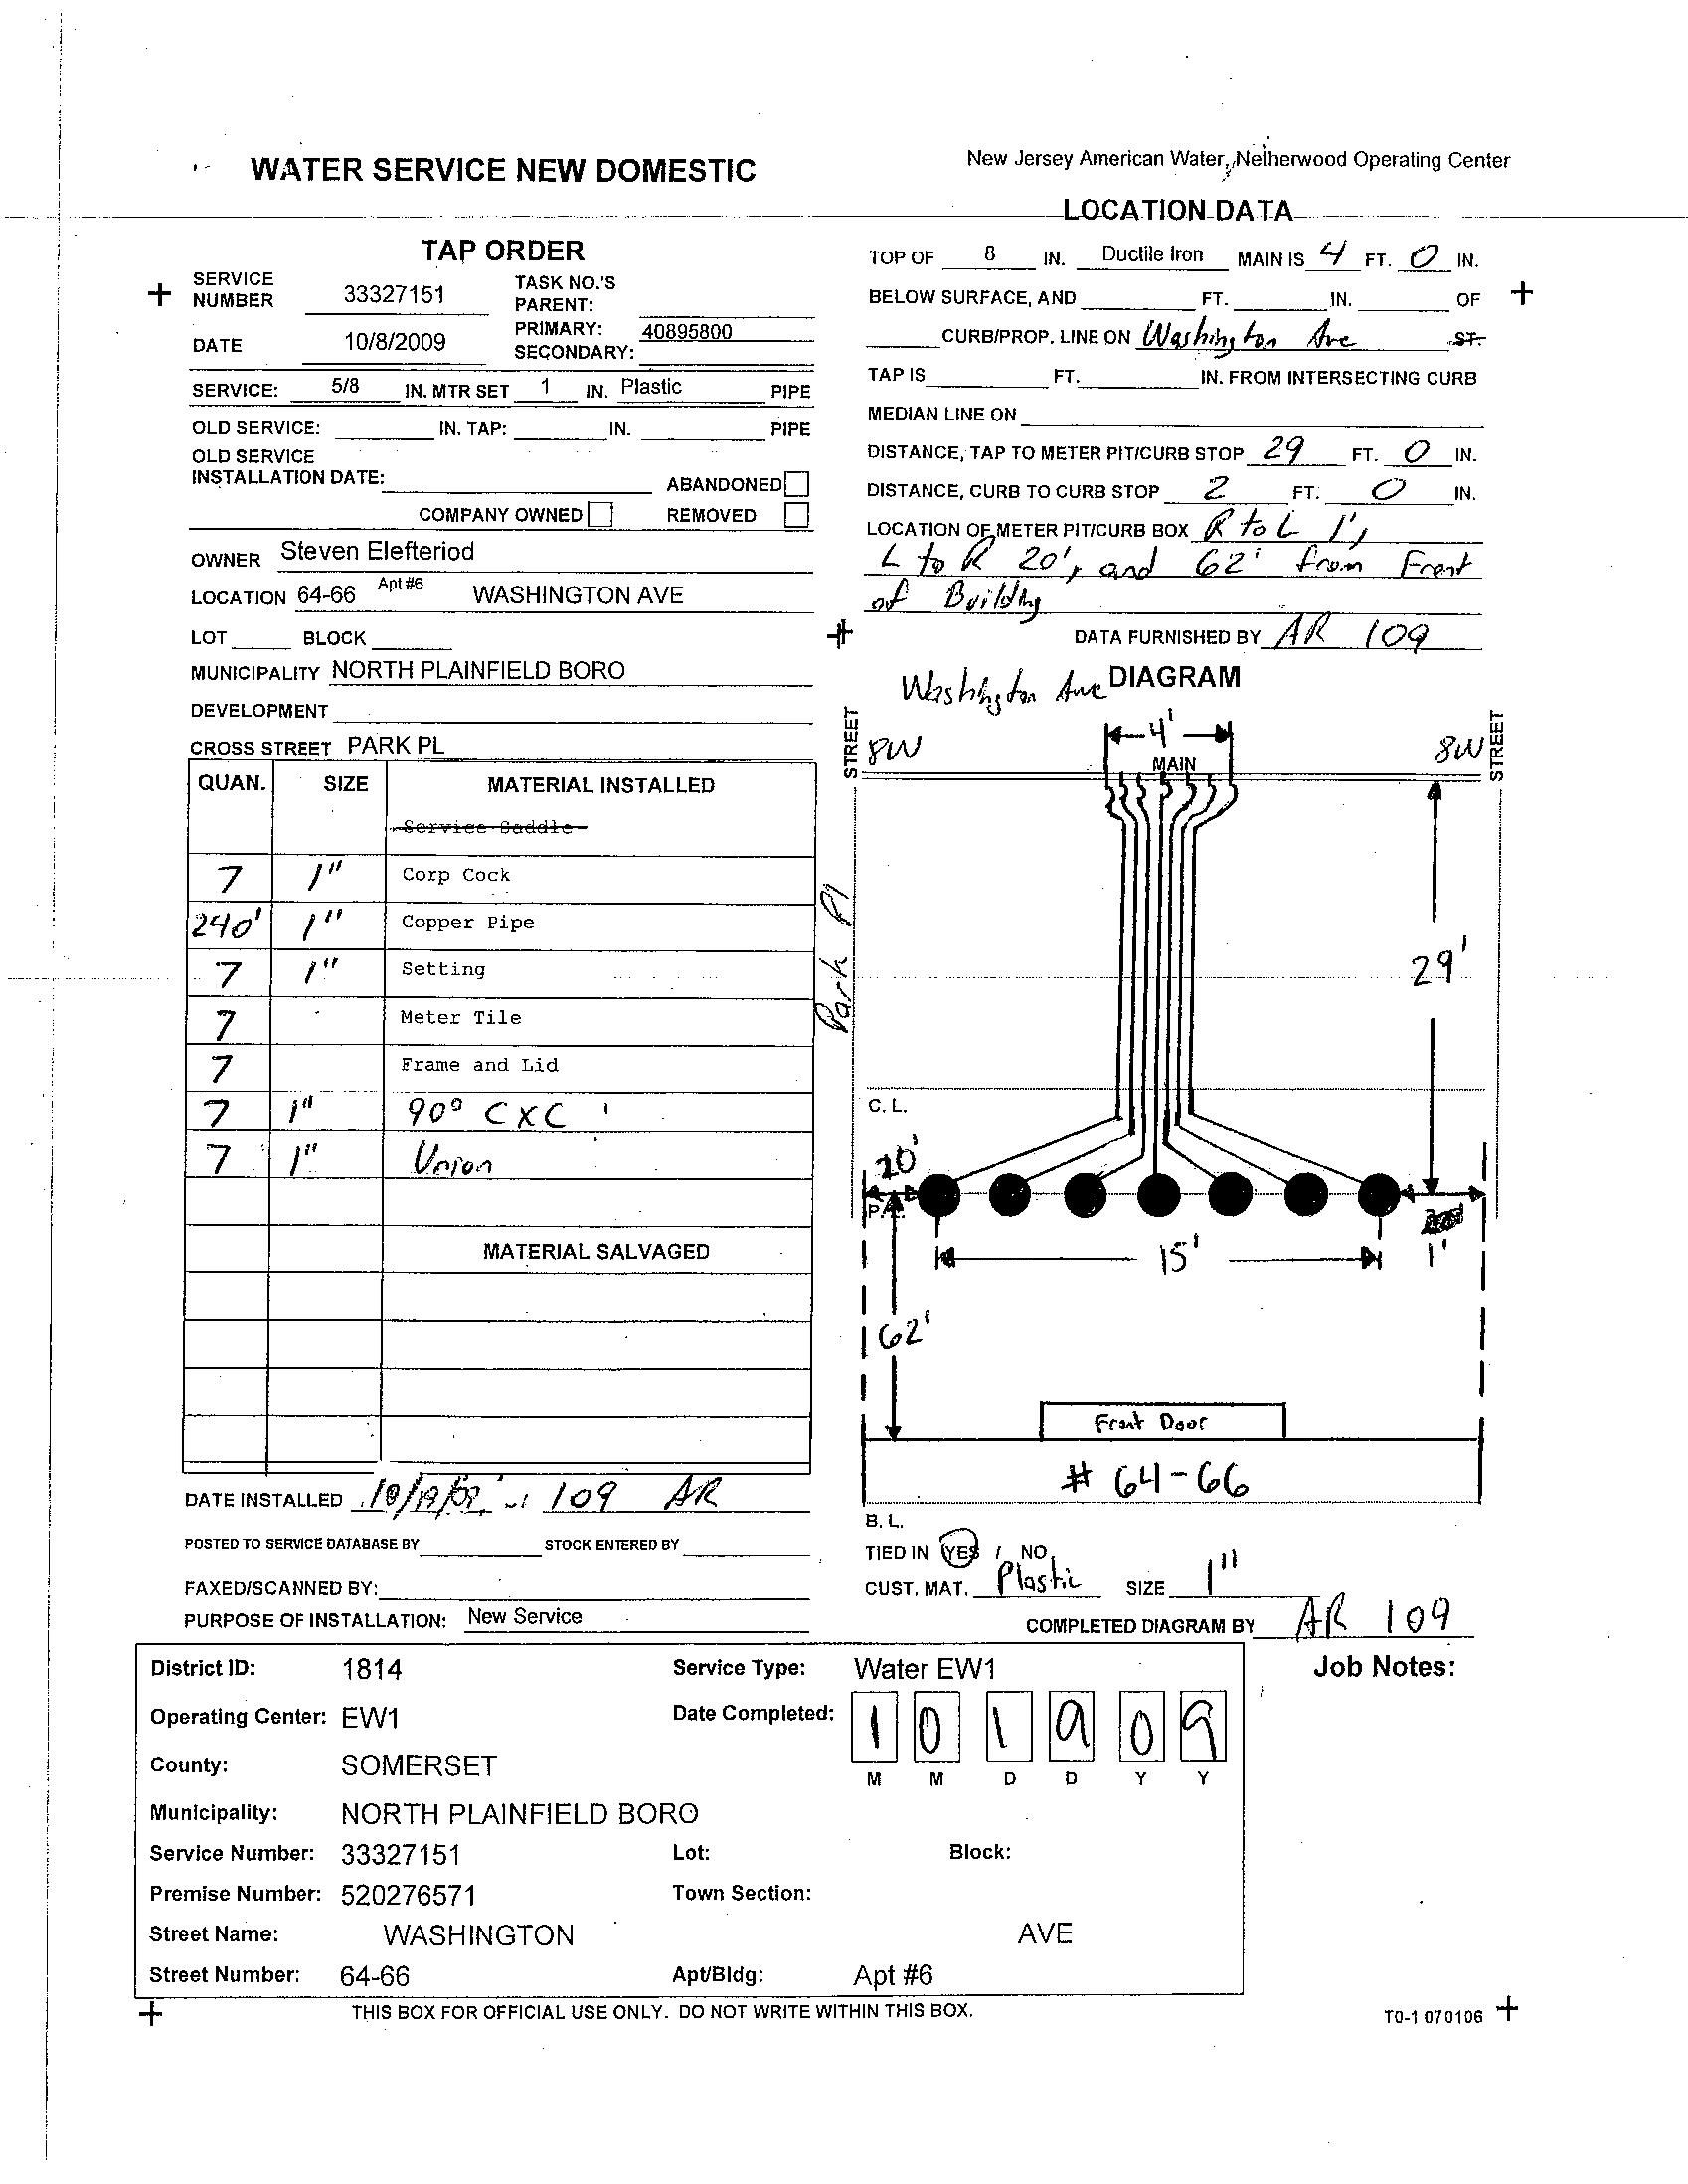 WATER SERVICE NEW DOMESTIC
New Jersey American Water, Netherwood Operating Center
TAP ORDER
SERVICE NUMBER 33327151 TASK NO.'S PARENT:
DATE 10/8/2009 PRIMARY: 40895800
SECONDARY:
SERVICE: 5/8 IN. MTR SET 1 IN. Plastic PIPE
OLD SERVICE: IN. TAP: IN. PIPE
OLD SERVICE
INSTALLATION DATE: ABANDONED
COMPANY OWNED REMOVED
OWNER Steven Elefteriod
LOCATION 64-66 Apt #6 WASHINGTON AVE
LOT BLOCK
MUNICIPALITY NORTH PLAINFIELD BORO
DEVELOPMENT
CROSS STREET PARK PL
QUAN. SIZE MATERIAL INSTALLED
Service Saddle
7 1" Corp Cock
240' 1" Copper Pipe
7 1" Setting
7 Meter Tile
7 Frame and Lid
7 1" 90° CXC
7 1" Union
MATERIAL SALVAGED
DATE INSTALLED 10/19/09 109 AR
POSTED TO SERVICE DATABASE BY STOCK ENTERED BY
FAXED/SCANNED BY:
PURPOSE OF INSTALLATION: New Service
LOCATION DATA
TOP OF 8 IN. Ductile Iron MAIN IS 4 FT. 0 IN.
BELOW SURFACE, AND FT. IN. OF
CURB/PROP. LINE ON Washington Ave ST.
TAP IS FT. IN. FROM INTERSECTING CURB
MEDIAN LINE ON
DISTANCE, TAP TO METER PIT/CURB STOP 29 FT. 0 IN.
DISTANCE, CURB TO CURB STOP 2 FT. 0 IN.
LOCATION OF METER PIT/CURB BOX R to L 1',
L to R 20', and 62' from Front
of Building
DATA FURNISHED BY AR 109
Washington Ave DIAGRAM
STREET 8W 4' 8W STREET
MAIN
Park Pl
29'
C.L.
20'
P.L.
15' 1'
62'
Front Door
# 64-66
B.L.
TIED IN YES / NO
CUST. MAT. Plastic SIZE 1"
COMPLETED DIAGRAM BY AR 109
District ID: 1814 Service Type: Water EW1
Job Notes:
Operating Center: EW1 Date Completed: 1 0 1 9 0 9
M M D D Y Y
County: SOMERSET
Municipality: NORTH PLAINFIELD BORO
Service Number: 33327151 Lot: Block:
Premise Number: 520276571 Town Section:
Street Name: WASHINGTON AVE
Street Number: 64-66 Apt/Bldg: Apt #6
THIS BOX FOR OFFICIAL USE ONLY. DO NOT WRITE WITHIN THIS BOX.
T0-1 070106